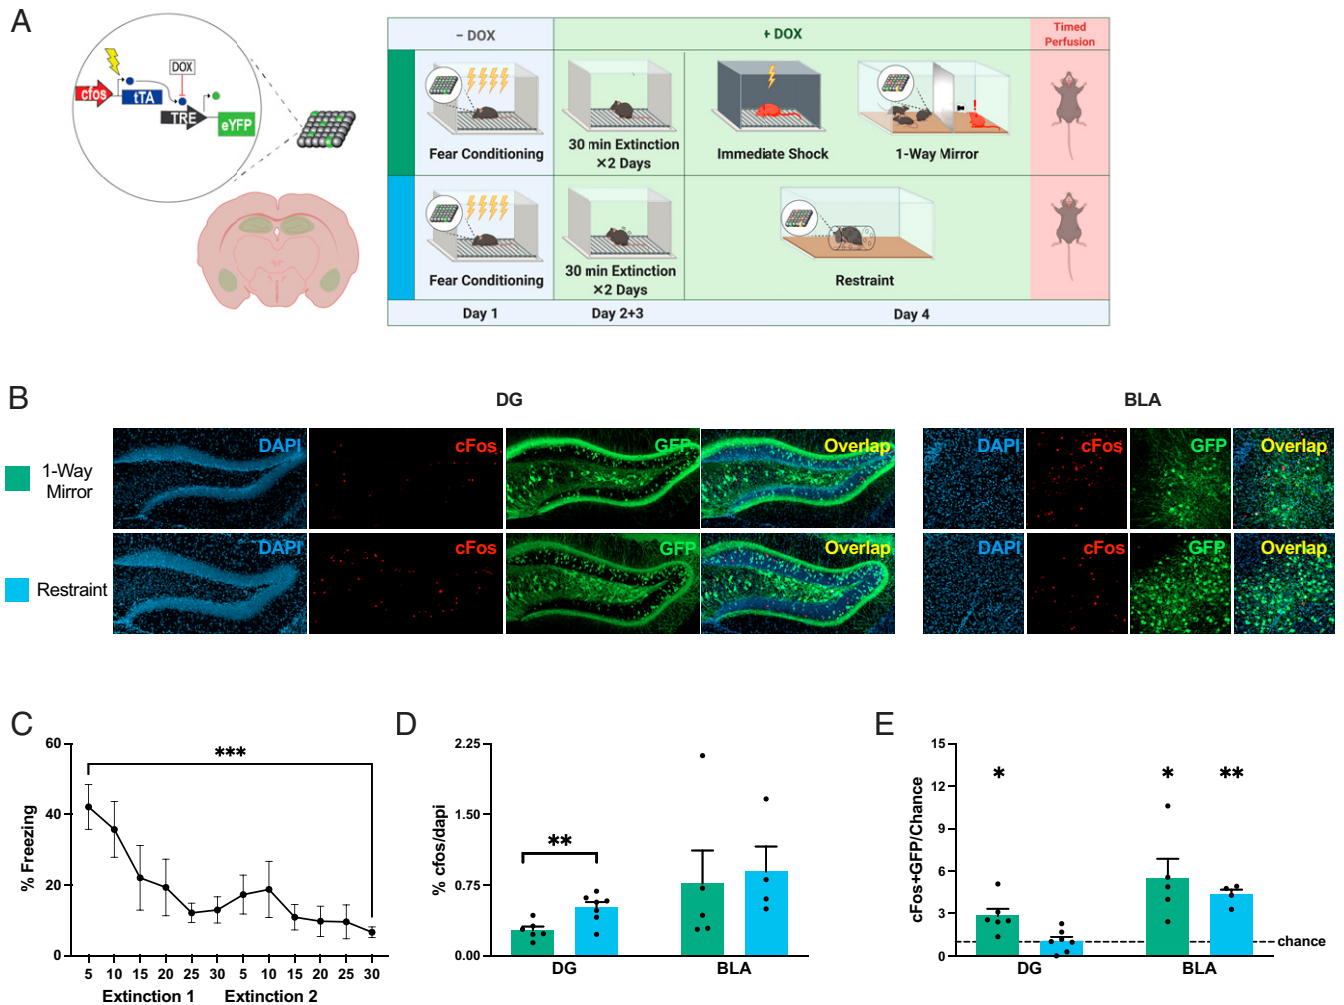 A
cfos
tTA
DOX
TRE
eYFP
– DOX
+ DOX
Timed
Perfusion
Fear Conditioning
30 min Extinction
×2 Days
Immediate Shock
!
1-Way Mirror
Fear Conditioning
30 min Extinction
×2 Days
Restraint
Day 1
Day 2+3
Day 4
B
DG
BLA
1-Way
Mirror
DAPI
cFos
GFP
Overlap
DAPI
cFos
GFP
Overlap
Restraint
DAPI
cFos
GFP
Overlap
DAPI
cFos
GFP
Overlap
C
% Freezing
60
40
20
0
***
5 10 15 20 25 30 5 10 15 20 25 30
Extinction 1 Extinction 2
D
% cfos/dapi
2.25
1.50
0.75
0.00
**
DG BLA
E
cFos+GFP/Chance
15
12
9
6
3
0
* * **
chance
DG BLA